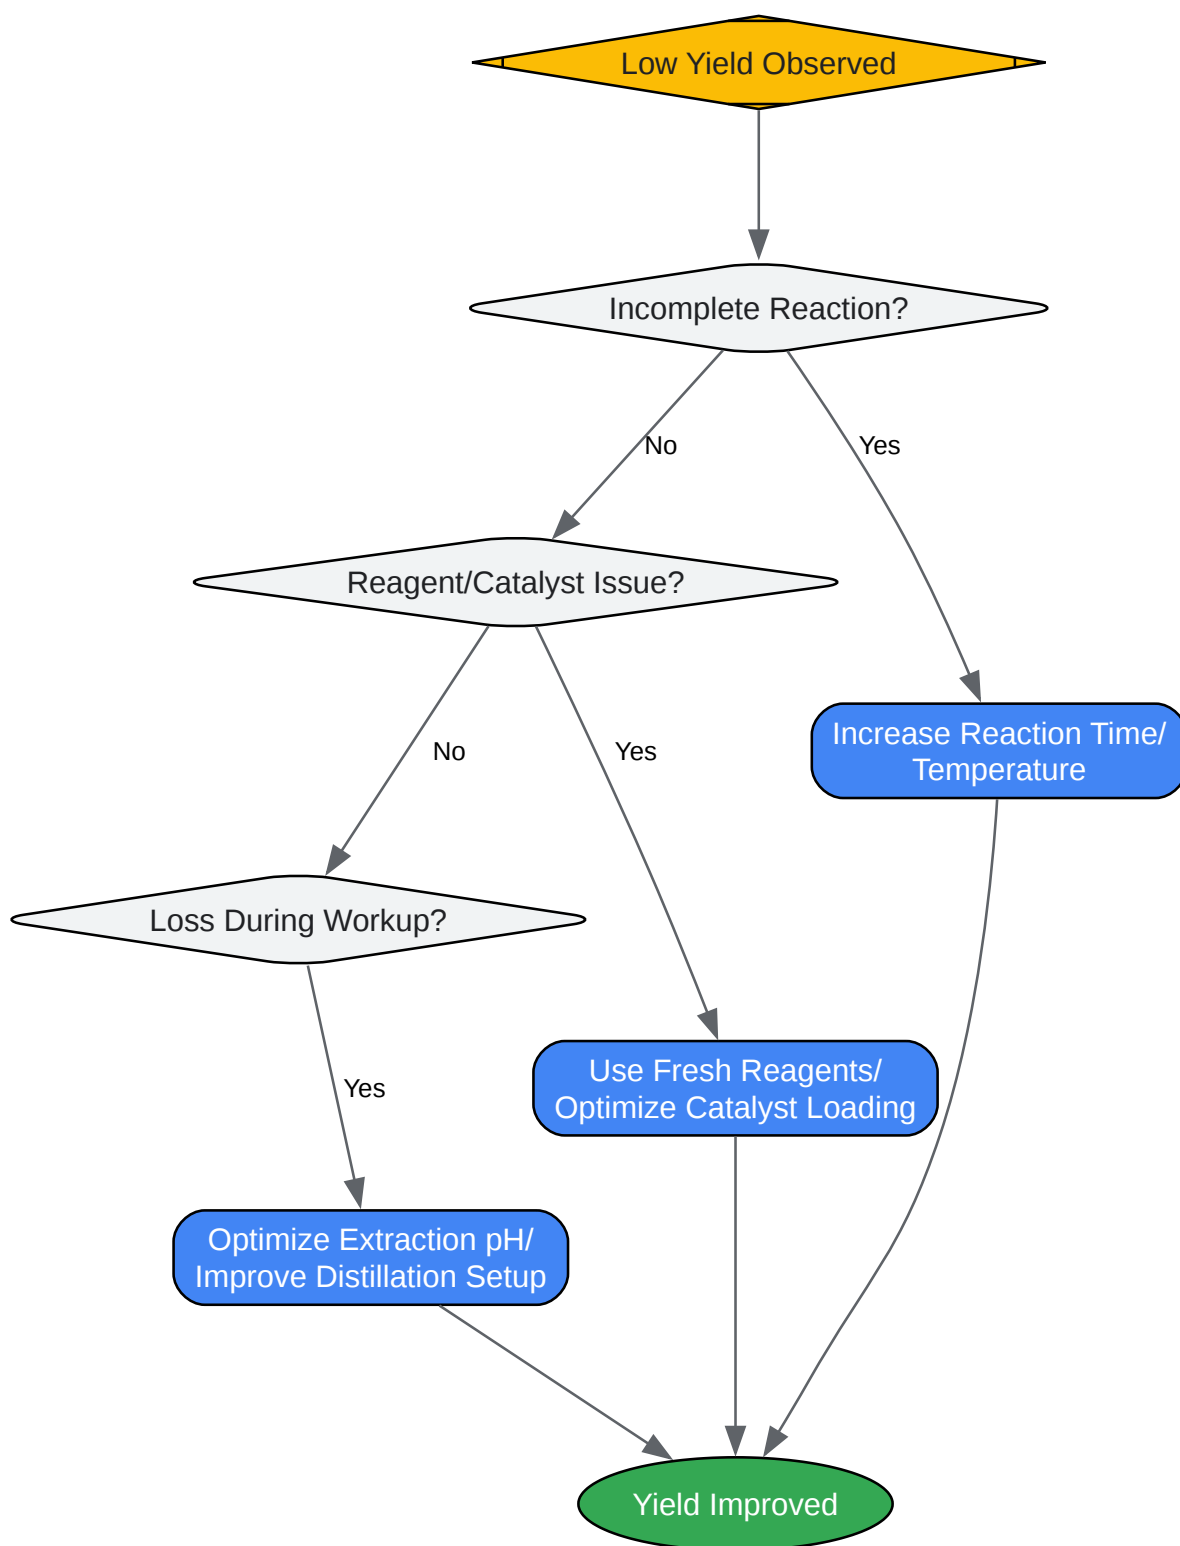 Low Yield Observed
Incomplete Reaction?
No
Yes
Reagent/Catalyst Issue?
Increase Reaction Time/
Temperature
No
Yes
Loss During Workup?
Use Fresh Reagents/
Optimize Catalyst Loading
Yes
Optimize Extraction pH/
Improve Distillation Setup
Yield Improved